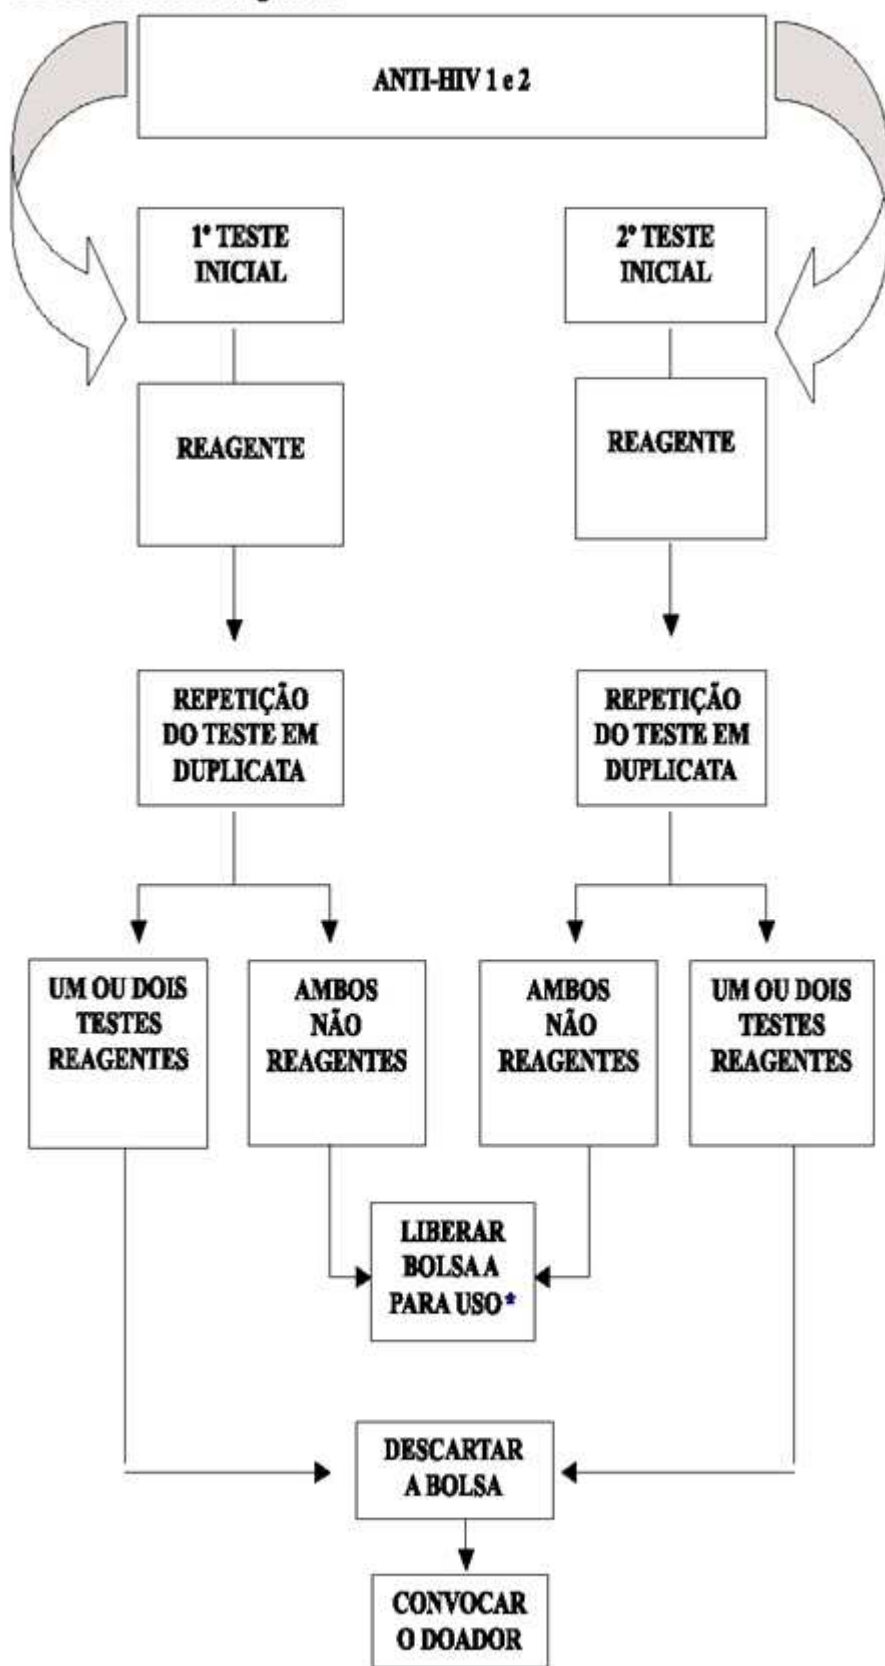 ANTI-HIV 1 e 2
1º TESTE
INICIAL
2º TESTE
INICIAL
REAGENTE
REAGENTE
REPETIÇÃO
DO TESTE EM
DUPLICATA
REPETIÇÃO
DO TESTE EM
DUPLICATA
UM OU DOIS
TESTES
REAGENTES
AMBOS
NÃO
REAGENTES
AMBOS
NÃO
REAGENTES
UM OU DOIS
TESTES
REAGENTES
LIBERAR
BOLSA A
PARA USO*
DESCARTAR
A BOLSA
CONVOCAR
O DOADOR